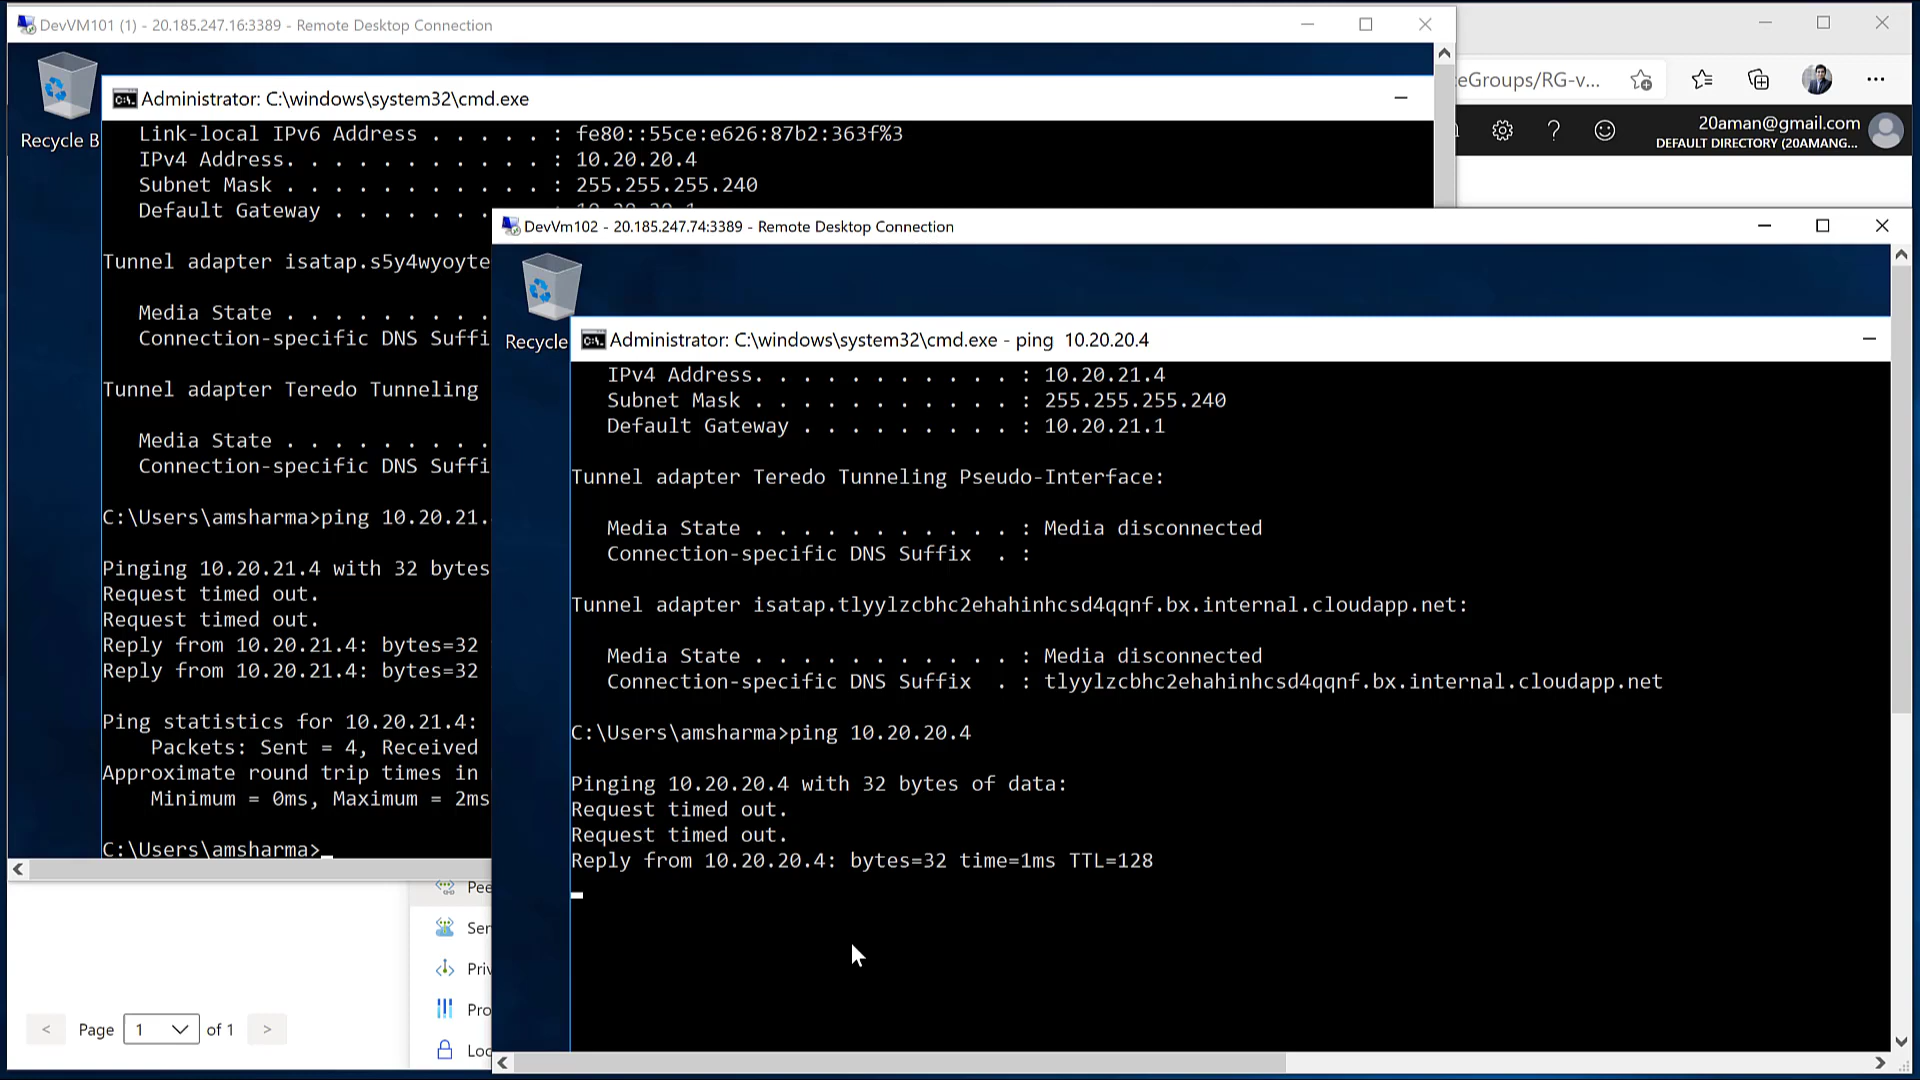 DevVM101 (1) - 20.185.247.16:3389 - Remote Desktop Connection
Recycle B
Administrator: C:\windows\system32\cmd.exe
Link-local IPv6 Address . . . . . : fe80::55ce:e626:87b2:363f%3
IPv4 Address. . . . . . . . . . . : 10.20.20.4
Subnet Mask . . . . . . . . . . . : 255.255.255.240
Default Gateway . . . . . . . . . : 10.20.20.1
Tunnel adapter isatap.s5y4wyoyte
Media State . . . . . . . . .
Connection-specific DNS Suffi
Tunnel adapter Teredo Tunneling
Media State . . . . . . . . .
Connection-specific DNS Suffi
C:\Users\amsharma>ping 10.20.21.
Pinging 10.20.21.4 with 32 bytes
Request timed out.
Request timed out.
Reply from 10.20.21.4: bytes=32
Reply from 10.20.21.4: bytes=32
Ping statistics for 10.20.21.4:
Packets: Sent = 4, Received
Approximate round trip times in
Minimum = 0ms, Maximum = 2ms
C:\Users\amsharma>
eGroups/RG-v...
?
20aman@gmail.com
DEFAULT DIRECTORY (20AMANG...
DevVm102 - 20.185.247.74:3389 - Remote Desktop Connection
Recycle
Administrator: C:\windows\system32\cmd.exe - ping 10.20.20.4
IPv4 Address. . . . . . . . . . . : 10.20.21.4
Subnet Mask . . . . . . . . . . . : 255.255.255.240
Default Gateway . . . . . . . . . : 10.20.21.1
Tunnel adapter Teredo Tunneling Pseudo-Interface:
Media State . . . . . . . . . . . : Media disconnected
Connection-specific DNS Suffix  . :
Tunnel adapter isatap.tlyylzcbhc2ehahinhcsd4qqnf.bx.internal.cloudapp.net:
Media State . . . . . . . . . . . : Media disconnected
Connection-specific DNS Suffix  . : tlyylzcbhc2ehahinhcsd4qqnf.bx.internal.cloudapp.net
C:\Users\amsharma>ping 10.20.20.4
Pinging 10.20.20.4 with 32 bytes of data:
Request timed out.
Request timed out.
Reply from 10.20.20.4: bytes=32 time=1ms TTL=128
Pee
Ser
Priv
Pro
Loc
< Page 1 of 1 >